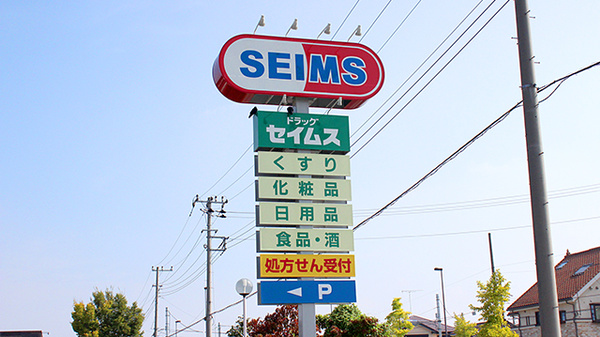 SEIMS
ドラッグ
セイムス
くすり
化粧品
日用品
食品・酒
処方せん受付
◀ P